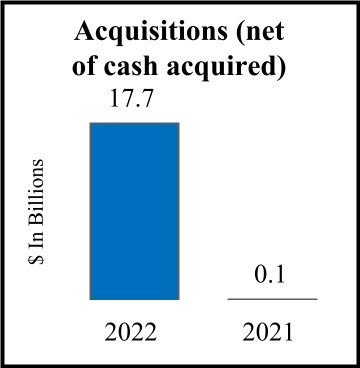 Acquisitions (net
of cash acquired)
17.7
$ In Billions
0.1
2022
2021